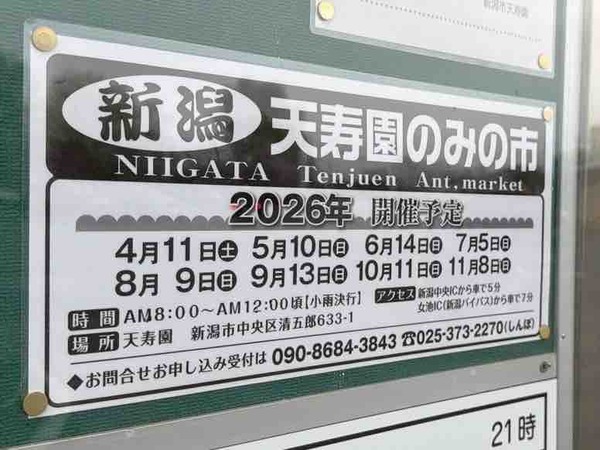 新潟市天寿園
新潟 天寿園のみの市
NIIGATA Tenjuen Ant,market
2026年 開催予定
4月11日土 5月10日日 6月14日日 7月5日日
8月 9日日 9月13日日 10月11日日 11月8日日
時間 AM8:00〜AM12:00頃【小雨決行】
アクセス 新潟中央ICから車で5分
女池IC(新潟バイパス)から車で7分
場所 天寿園 新潟市中央区清五郎633-1
◆お問合せお申し込み受付は 090-8684-3843 ☎025-373-2270(しんぼ)
21時